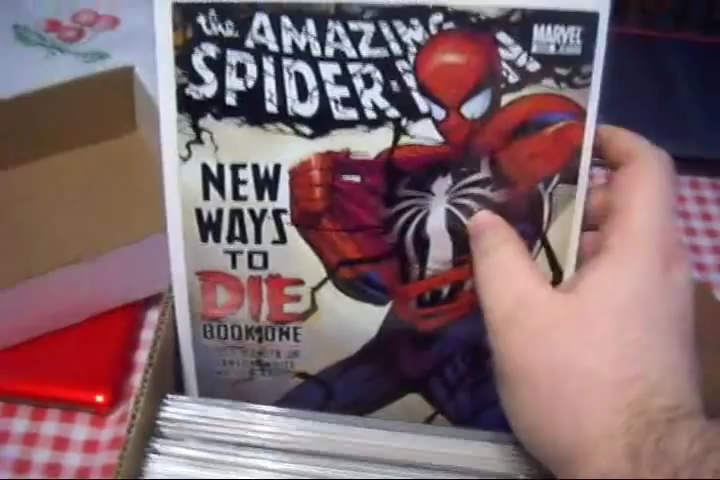 the AMAZING
SPIDER-
MARVEL
NEW
WAYS
TO
DIE
BOOK ONE